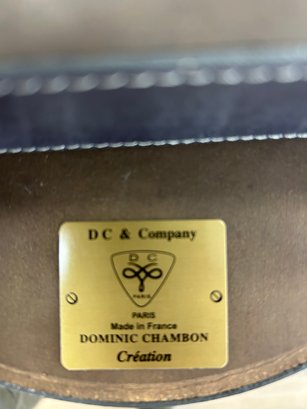 D C & Company
D C
PARIS
PARIS
Made in France
DOMINIC CHAMBON
Création